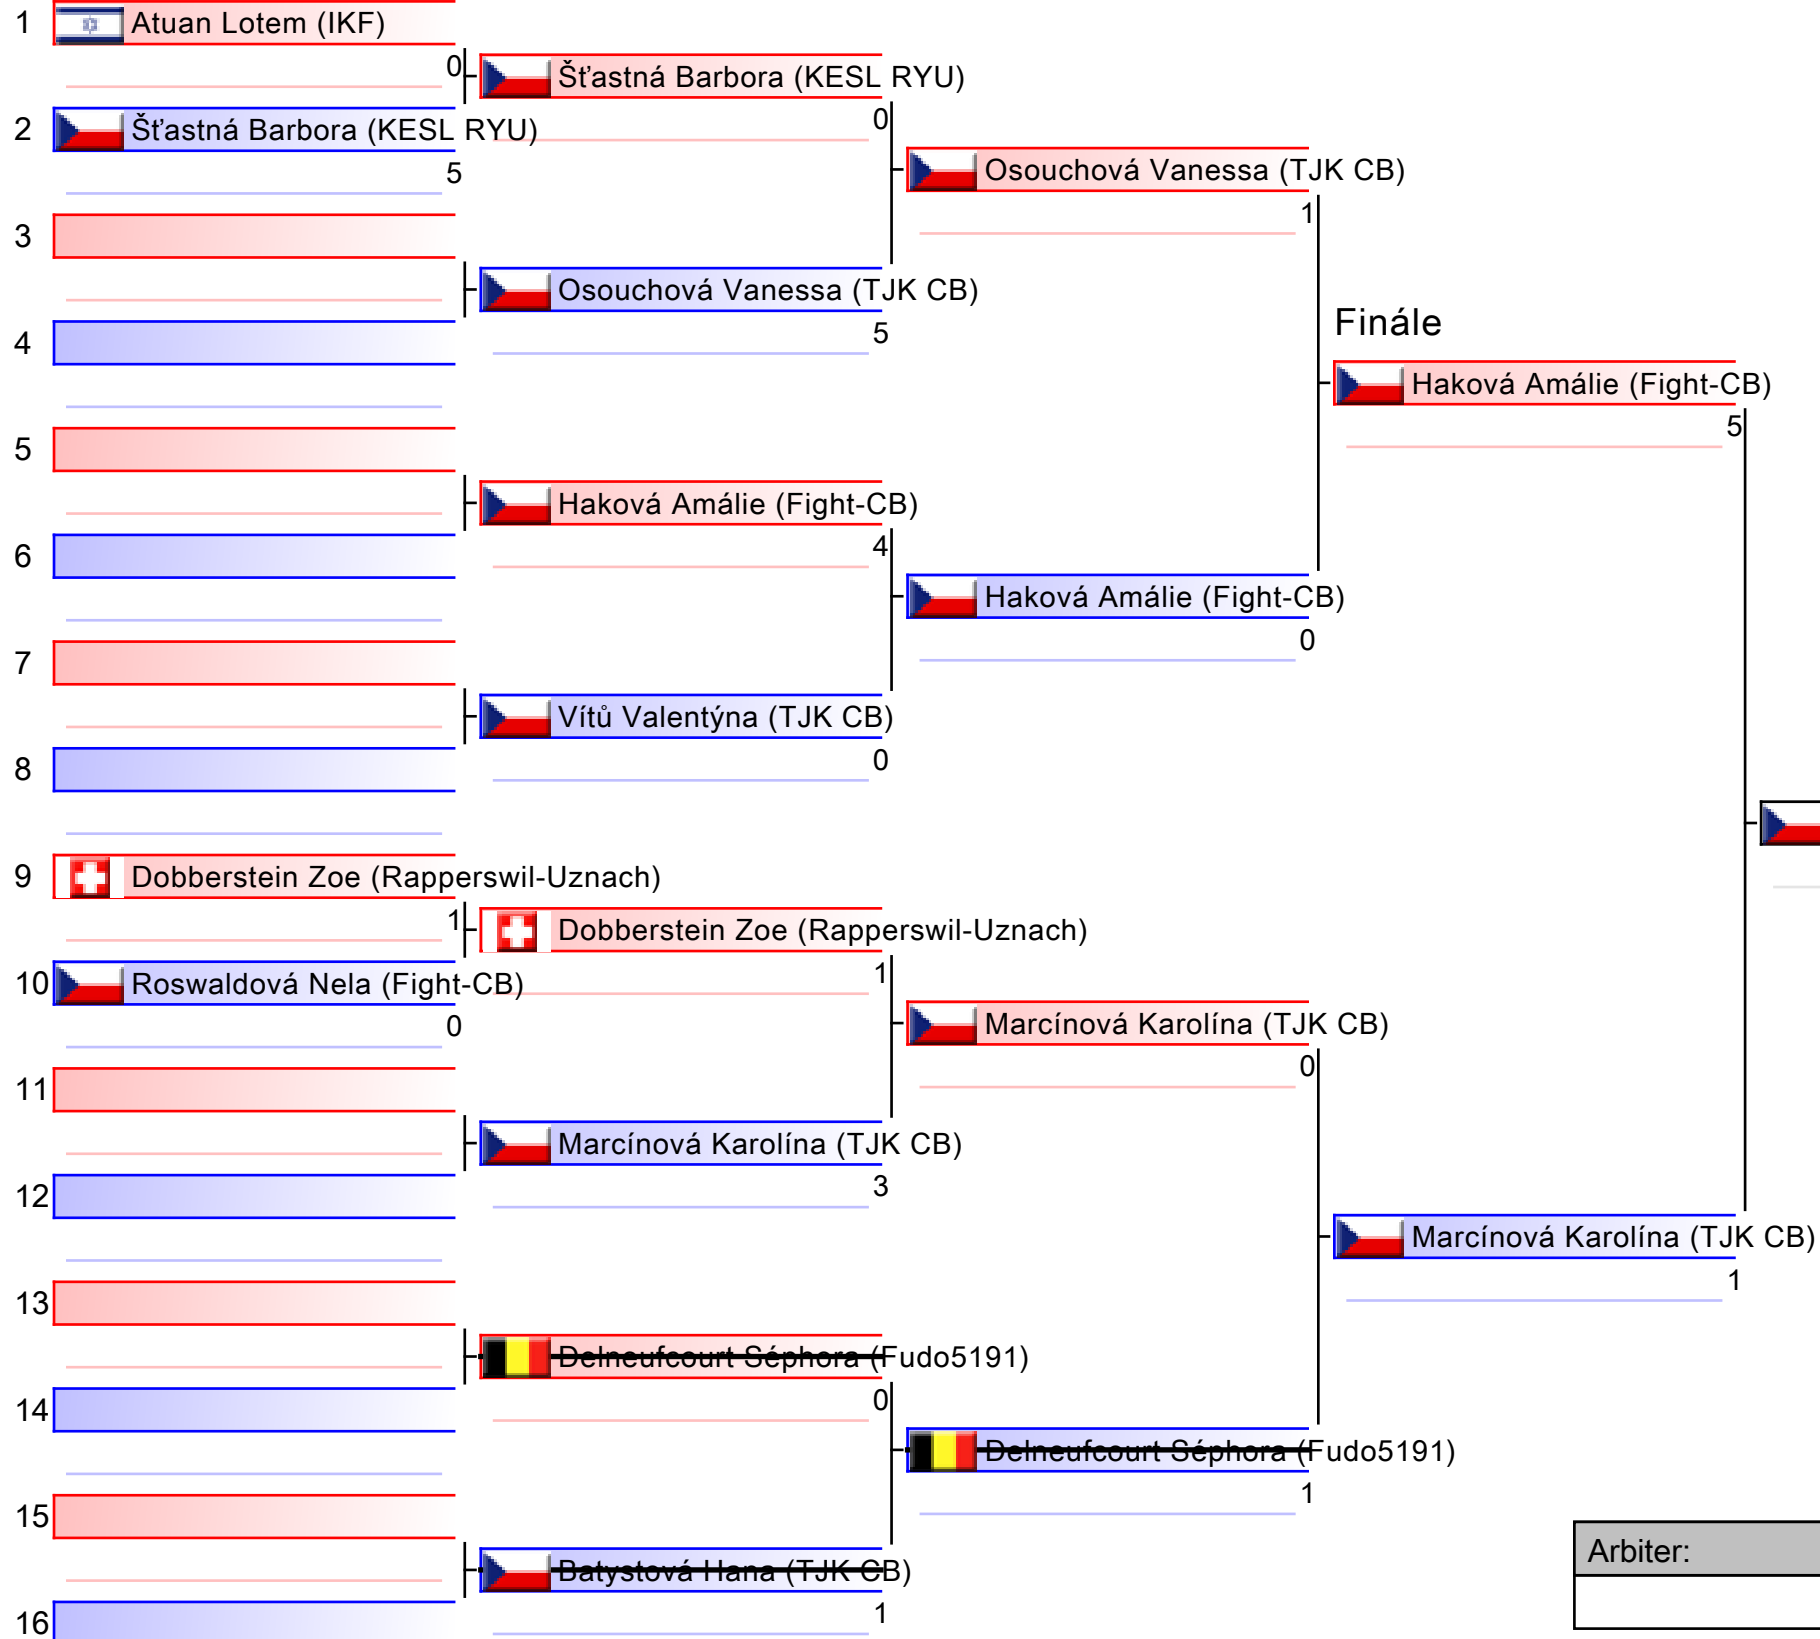 1 Atuan Lotem (IKF)
0
Šťastná Barbora (KESL RYU)
0
2 Šťastná Barbora (KESL RYU)
5
Osouchová Vanessa (TJK CB)
1
3
Osouchová Vanessa (TJK CB)
5
4
Finále
Haková Amálie (Fight-CB)
5
5
Haková Amálie (Fight-CB)
4
6
Haková Amálie (Fight-CB)
0
7
Vítů Valentýna (TJK CB)
0
8
9 Dobberstein Zoe (Rapperswil-Uznach)
1
Dobberstein Zoe (Rapperswil-Uznach)
1
10 Roswaldová Nela (Fight-CB)
0
Marcínová Karolína (TJK CB)
0
11
Marcínová Karolína (TJK CB)
3
12
Marcínová Karolína (TJK CB)
1
13
Delneufcourt Séphora (Fudo5191)
0
14
Delneufcourt Séphora (Fudo5191)
1
15
Batystová Hana (TJK CB)
1
16
Arbiter: